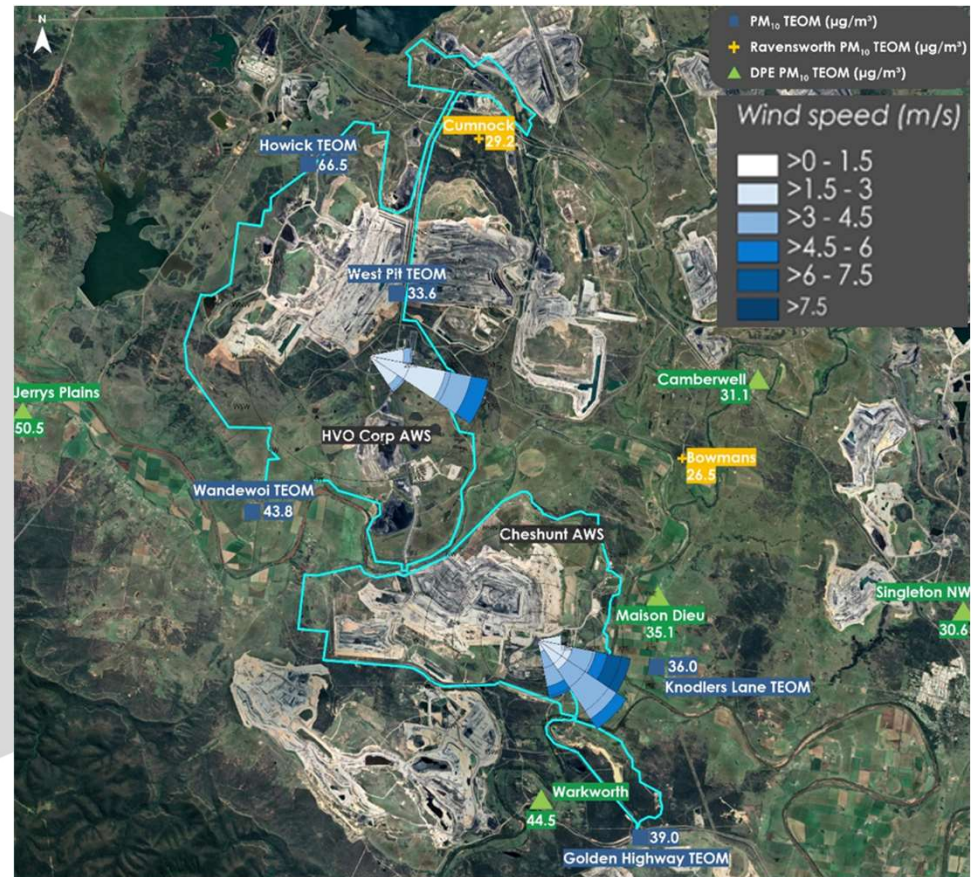 N
PM₁₀ TEOM (µg/m³)
Ravensworth PM₁₀ TEOM (µg/m³)
DPE PM₁₀ TEOM (µg/m³)
Wind speed (m/s)
>0 - 1.5
>1.5 - 3
>3 - 4.5
>4.5 - 6
>6 - 7.5
>7.5
Cumnock
29.2
Howick TEOM
66.5
West Pit TEOM
33.6
Camberwell
31.1
Jerrys Plains
50.5
HVO Corp AWS
Bowmans
26.5
Wandewoi TEOM
43.8
Cheshunt AWS
Singleton NW
30.6
Maison Dieu
35.1
36.0
Knodlers Lane TEOM
Warkworth
44.5
39.0
Golden Highway TEOM